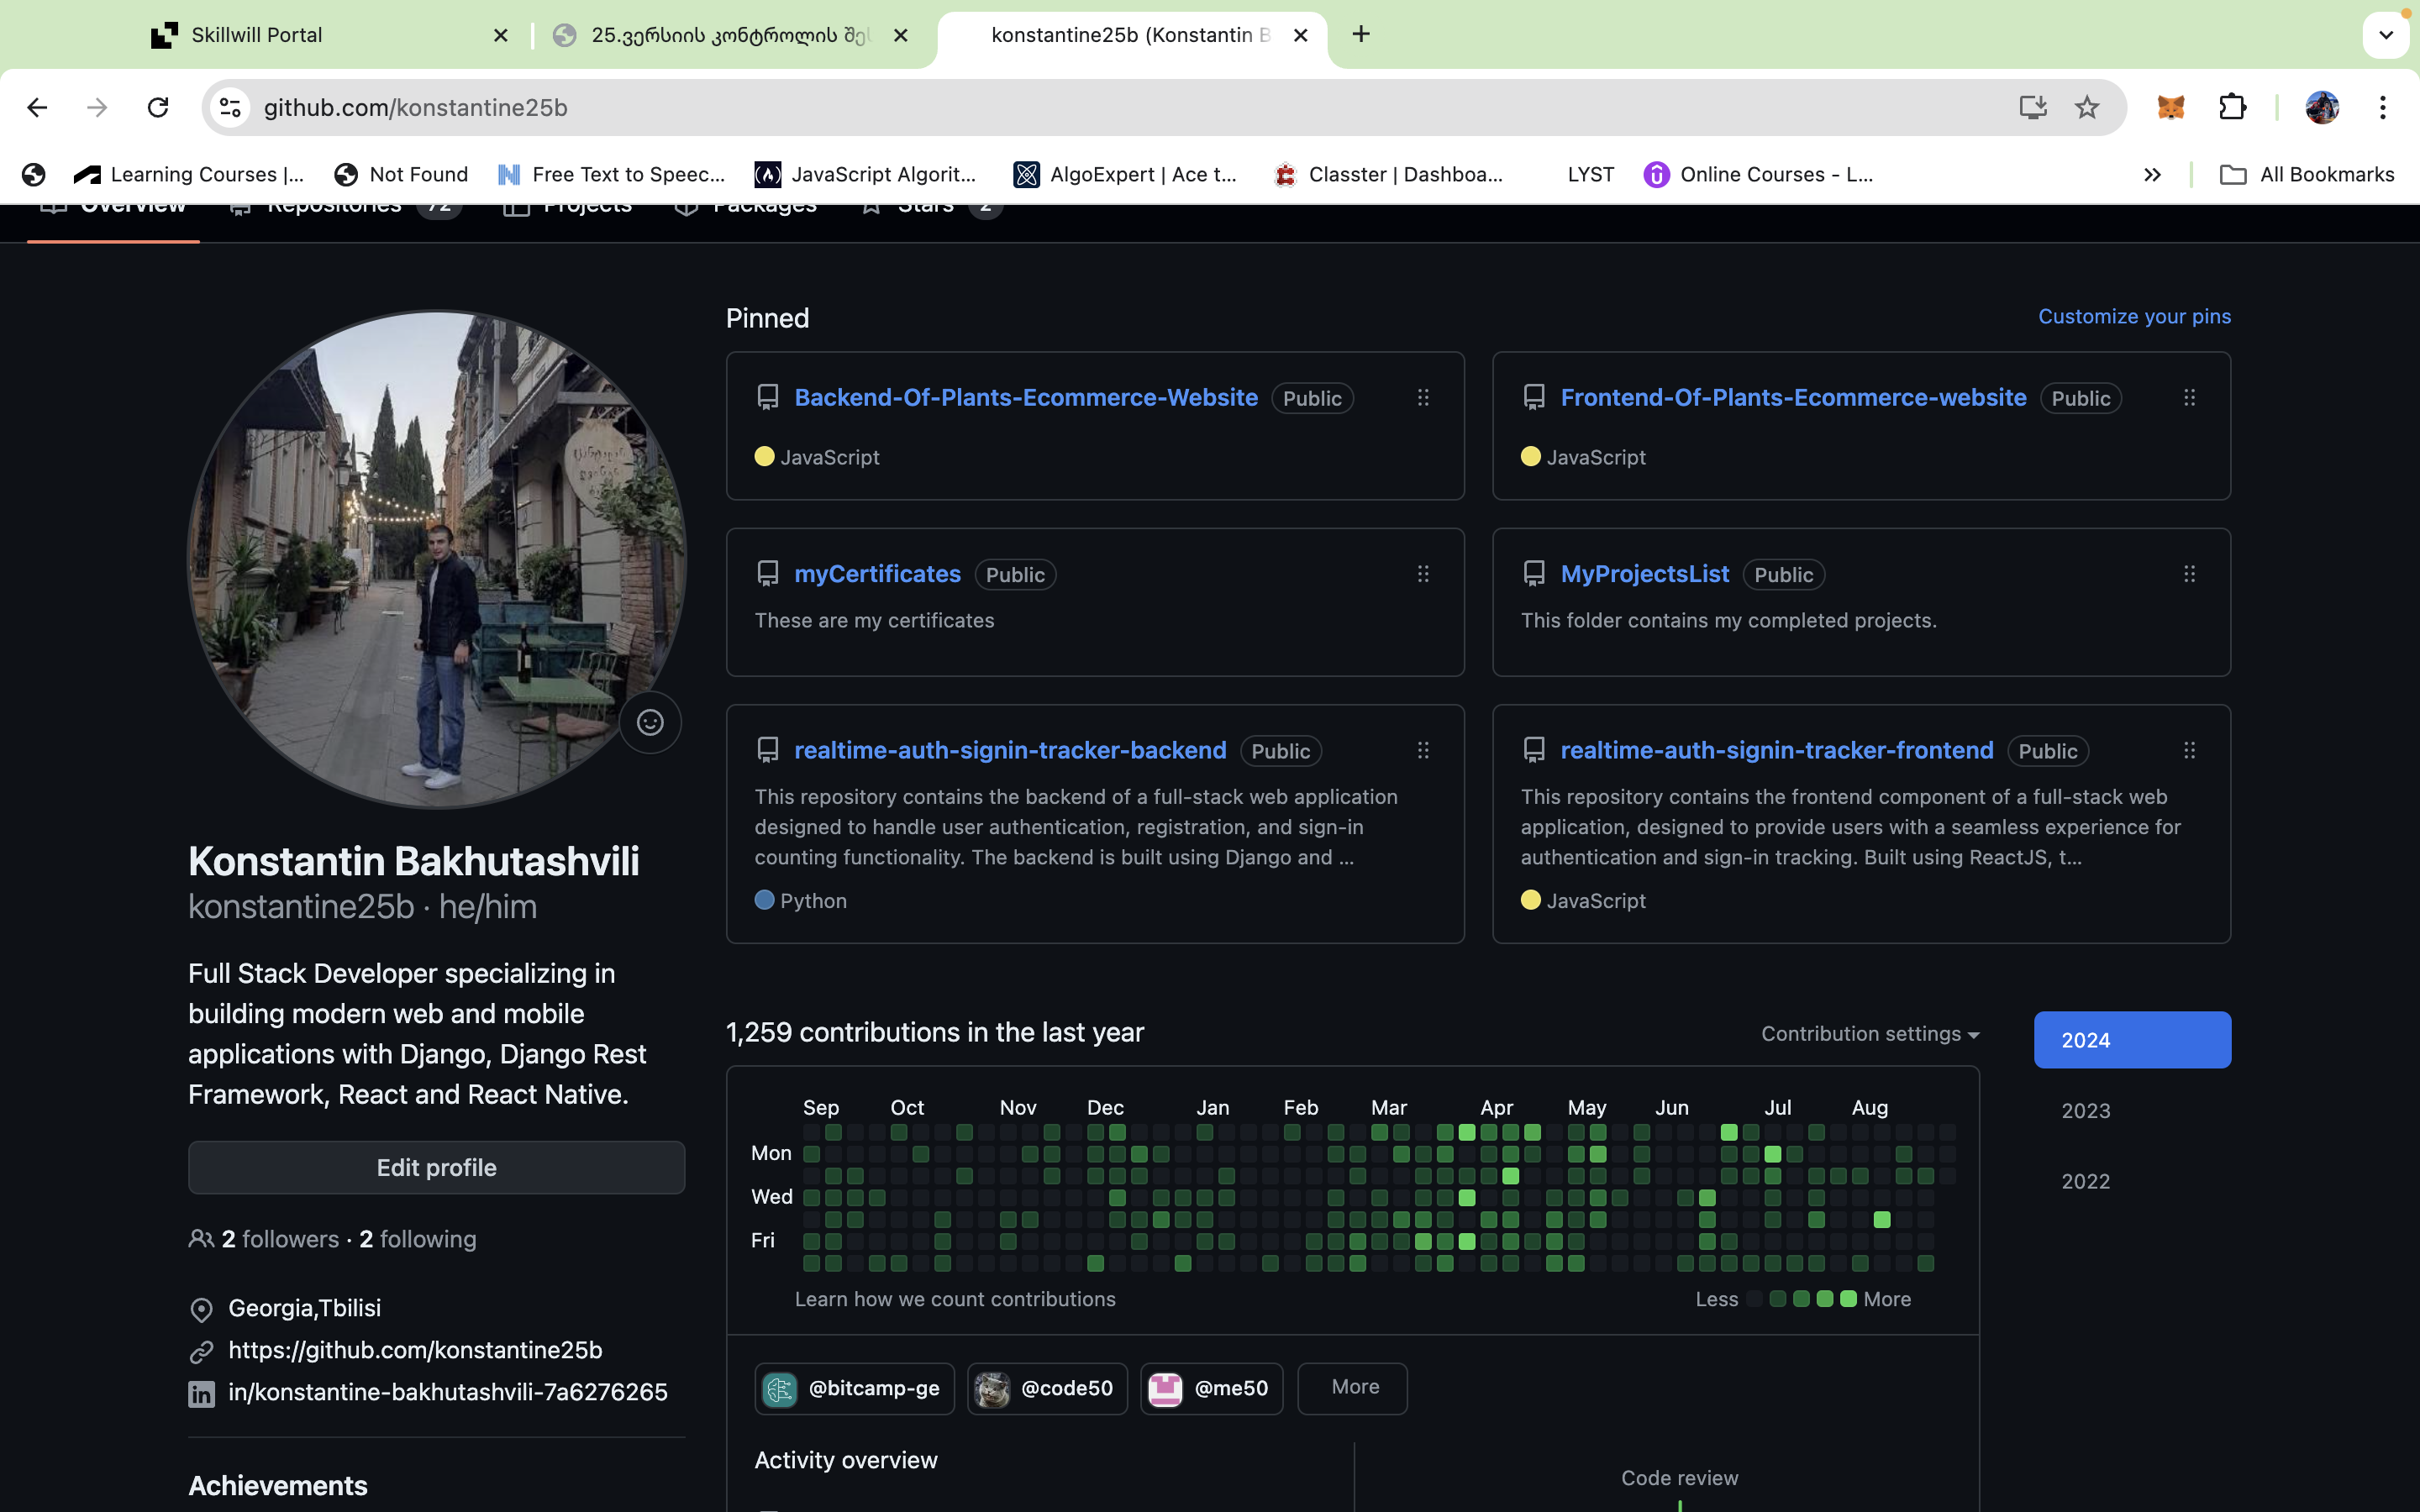 Skillwill Portal
25.ვერსიის კონტროლის შეს
konstantine25b (Konstantin B
github.com/konstantine25b
Learning Courses |...
Not Found
Free Text to Speec...
JavaScript Algorit...
AlgoExpert | Ace t...
Classter | Dashboa...
LYST
Online Courses - L...
All Bookmarks
Overview
Repositories 72
Projects
Packages
Stars 2
Pinned
Customize your pins
Backend-Of-Plants-Ecommerce-Website Public
JavaScript
Frontend-Of-Plants-Ecommerce-website Public
JavaScript
myCertificates Public
These are my certificates
MyProjectsList Public
This folder contains my completed projects.
realtime-auth-signin-tracker-backend Public
This repository contains the backend of a full-stack web application
designed to handle user authentication, registration, and sign-in
counting functionality. The backend is built using Django and ...
Python
realtime-auth-signin-tracker-frontend Public
This repository contains the frontend component of a full-stack web
application, designed to provide users with a seamless experience for
authentication and sign-in tracking. Built using ReactJS, t...
JavaScript
Konstantin Bakhutashvili
konstantine25b · he/him
Full Stack Developer specializing in
building modern web and mobile
applications with Django, Django Rest
Framework, React and React Native.
Edit profile
2 followers · 2 following
Georgia,Tbilisi
https://github.com/konstantine25b
in/konstantine-bakhutashvili-7a6276265
Achievements
1,259 contributions in the last year
Contribution settings
2024
2023
2022
Sep Oct Nov Dec Jan Feb Mar Apr May Jun Jul Aug
Mon
Wed
Fri
Learn how we count contributions
Less More
@bitcamp-ge
@code50
@me50
More
Activity overview
Code review